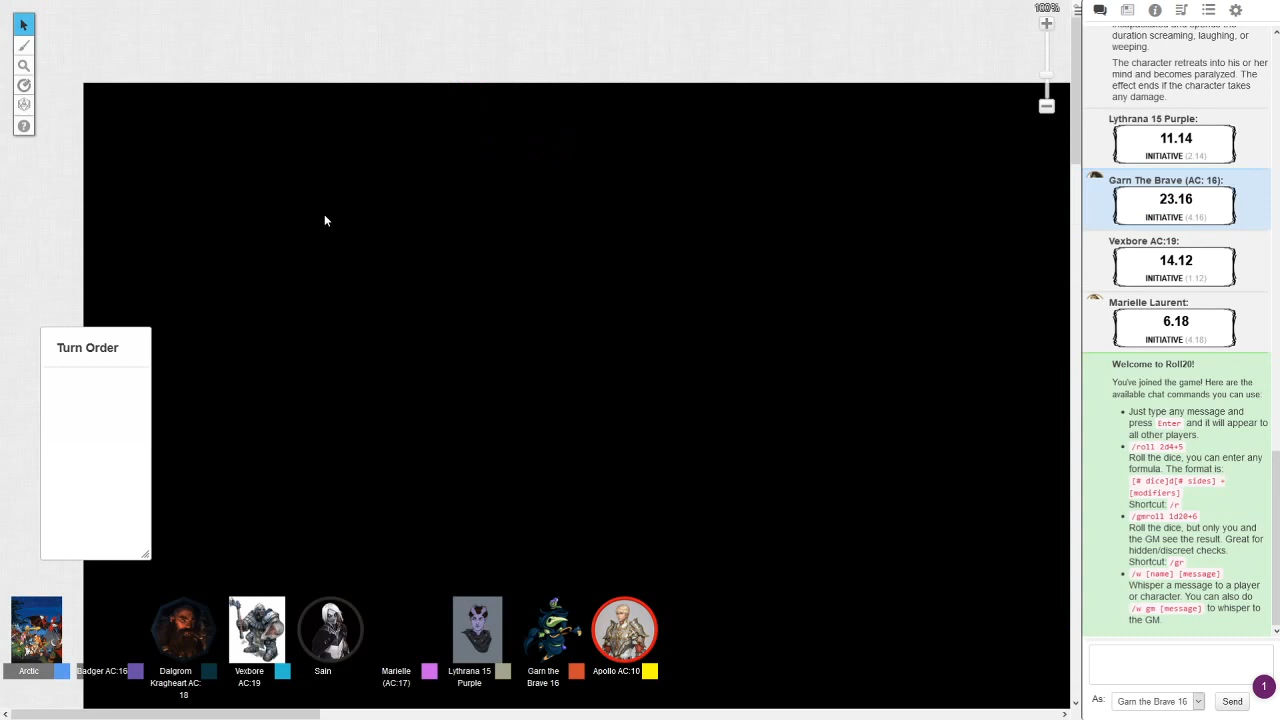 100%
incapacitated and spends the
duration screaming, laughing, or
weeping.
The character retreats into his or her
mind and becomes paralyzed. The
effect ends if the character takes
any damage.
Lythrana 15 Purple:
11.14
INITIATIVE (2.14)
Garn The Brave (AC: 16):
23.16
INITIATIVE (4.16)
Vexbore AC:19:
14.12
INITIATIVE (1.12)
Marielle Laurent:
6.18
INITIATIVE (4.18)
Welcome to Roll20!
You've joined the game! Here are the
available chat commands you can use:
• Just type any message and
press Enter and it will appear to
all other players.
• /roll 2d4+5
Roll the dice, you can enter any
formula. The format is:
[# dice]d[# sides] +
[modifiers]
Shortcut: /r
• /gmroll 1d20+6
Roll the dice, but only you and
the GM see the result. Great for
hidden/discreet checks.
Shortcut: /gr
• /w [name] [message]
Whisper a message to a player
or character. You can also do
/w gm [message] to whisper to
the GM.
1
As: Garn the Brave 16 Send
Turn Order
Arctic
Badger AC:16
Dalgrom
Kragheart AC:
18
Vexbore
AC:19
Sain
Marielle
(AC:17)
Lythrana 15
Purple
Garn the
Brave 16
Apollo AC:10